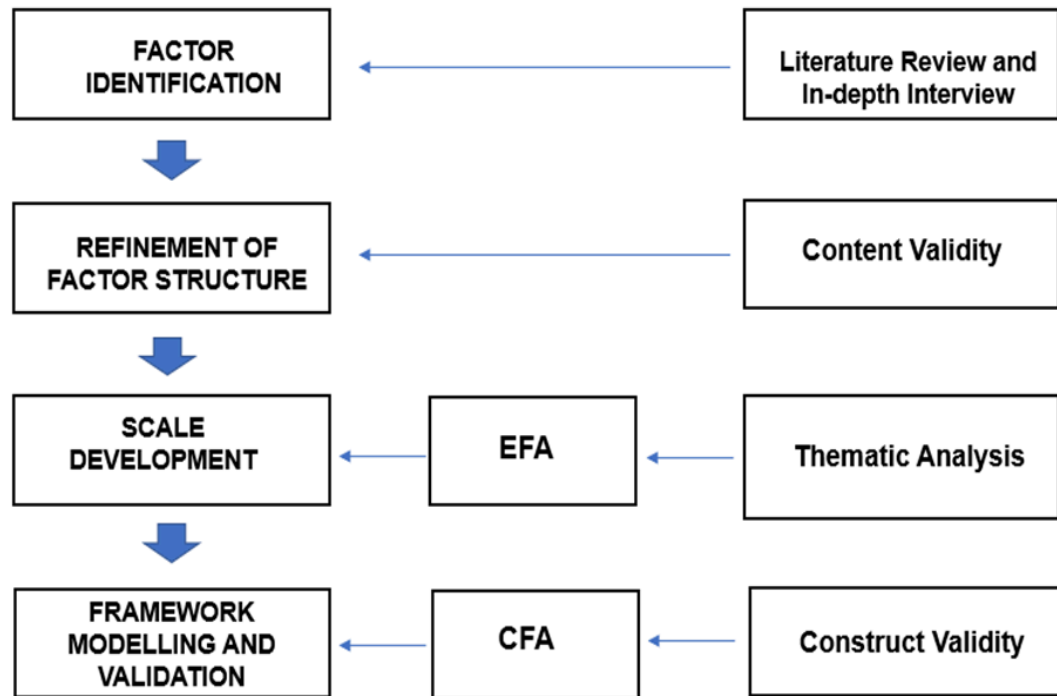 FACTOR
IDENTIFICATION
Literature Review and
In-depth Interview
REFINEMENT OF
FACTOR STRUCTURE
Content Validity
SCALE
DEVELOPMENT
EFA
Thematic Analysis
FRAMEWORK
MODELLING AND
VALIDATION
CFA
Construct Validity